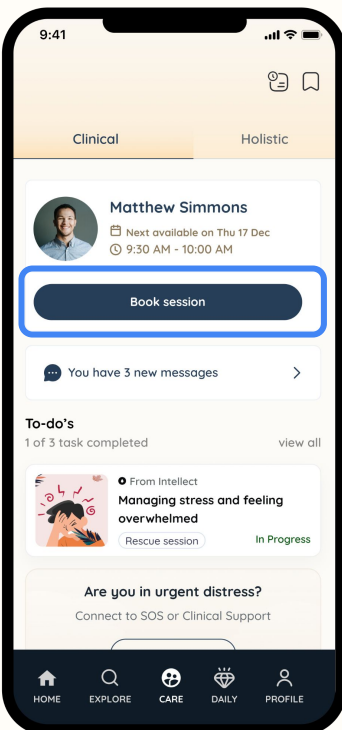 9:41
Clinical
Holistic
Matthew Simmons
Next available on Thu 17 Dec
9:30 AM - 10:00 AM
Book session
You have 3 new messages
To-do's
1 of 3 task completed
view all
From Intellect
Managing stress and feeling
overwhelmed
Rescue session
In Progress
Are you in urgent distress?
Connect to SOS or Clinical Support
HOME
EXPLORE
CARE
DAILY
PROFILE